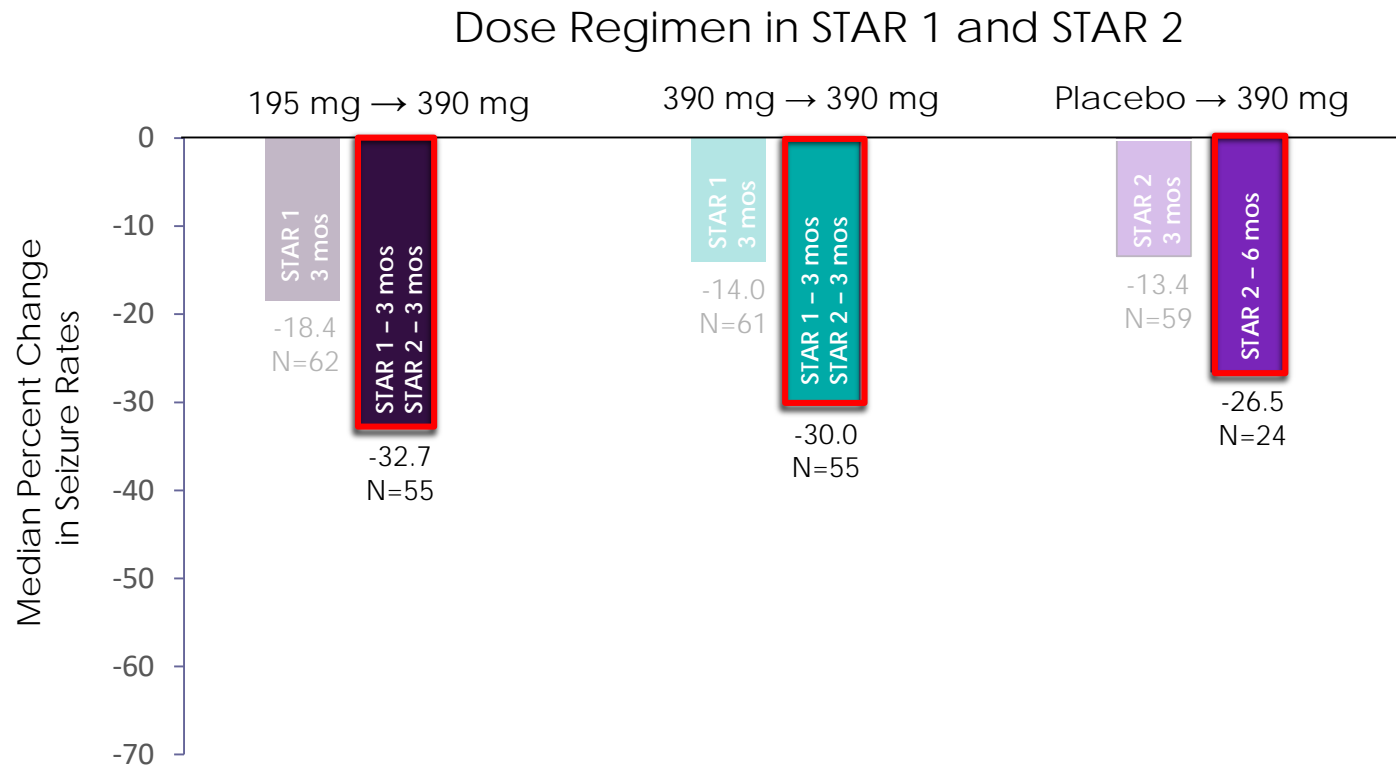 Dose Regimen in STAR 1 and STAR 2
195 mg → 390 mg
390 mg → 390 mg
Placebo → 390 mg
Median Percent Change
in Seizure Rates
0
-10
-20
-30
-40
-50
-60
-70
STAR 1
3 mos
-18.4
N=62
STAR 1 – 3 mos
STAR 2 – 3 mos
-32.7
N=55
STAR 1
3 mos
-14.0
N=61
STAR 1 – 3 mos
STAR 2 – 3 mos
-30.0
N=55
STAR 2
3 mos
-13.4
N=59
STAR 2 – 6 mos
-26.5
N=24